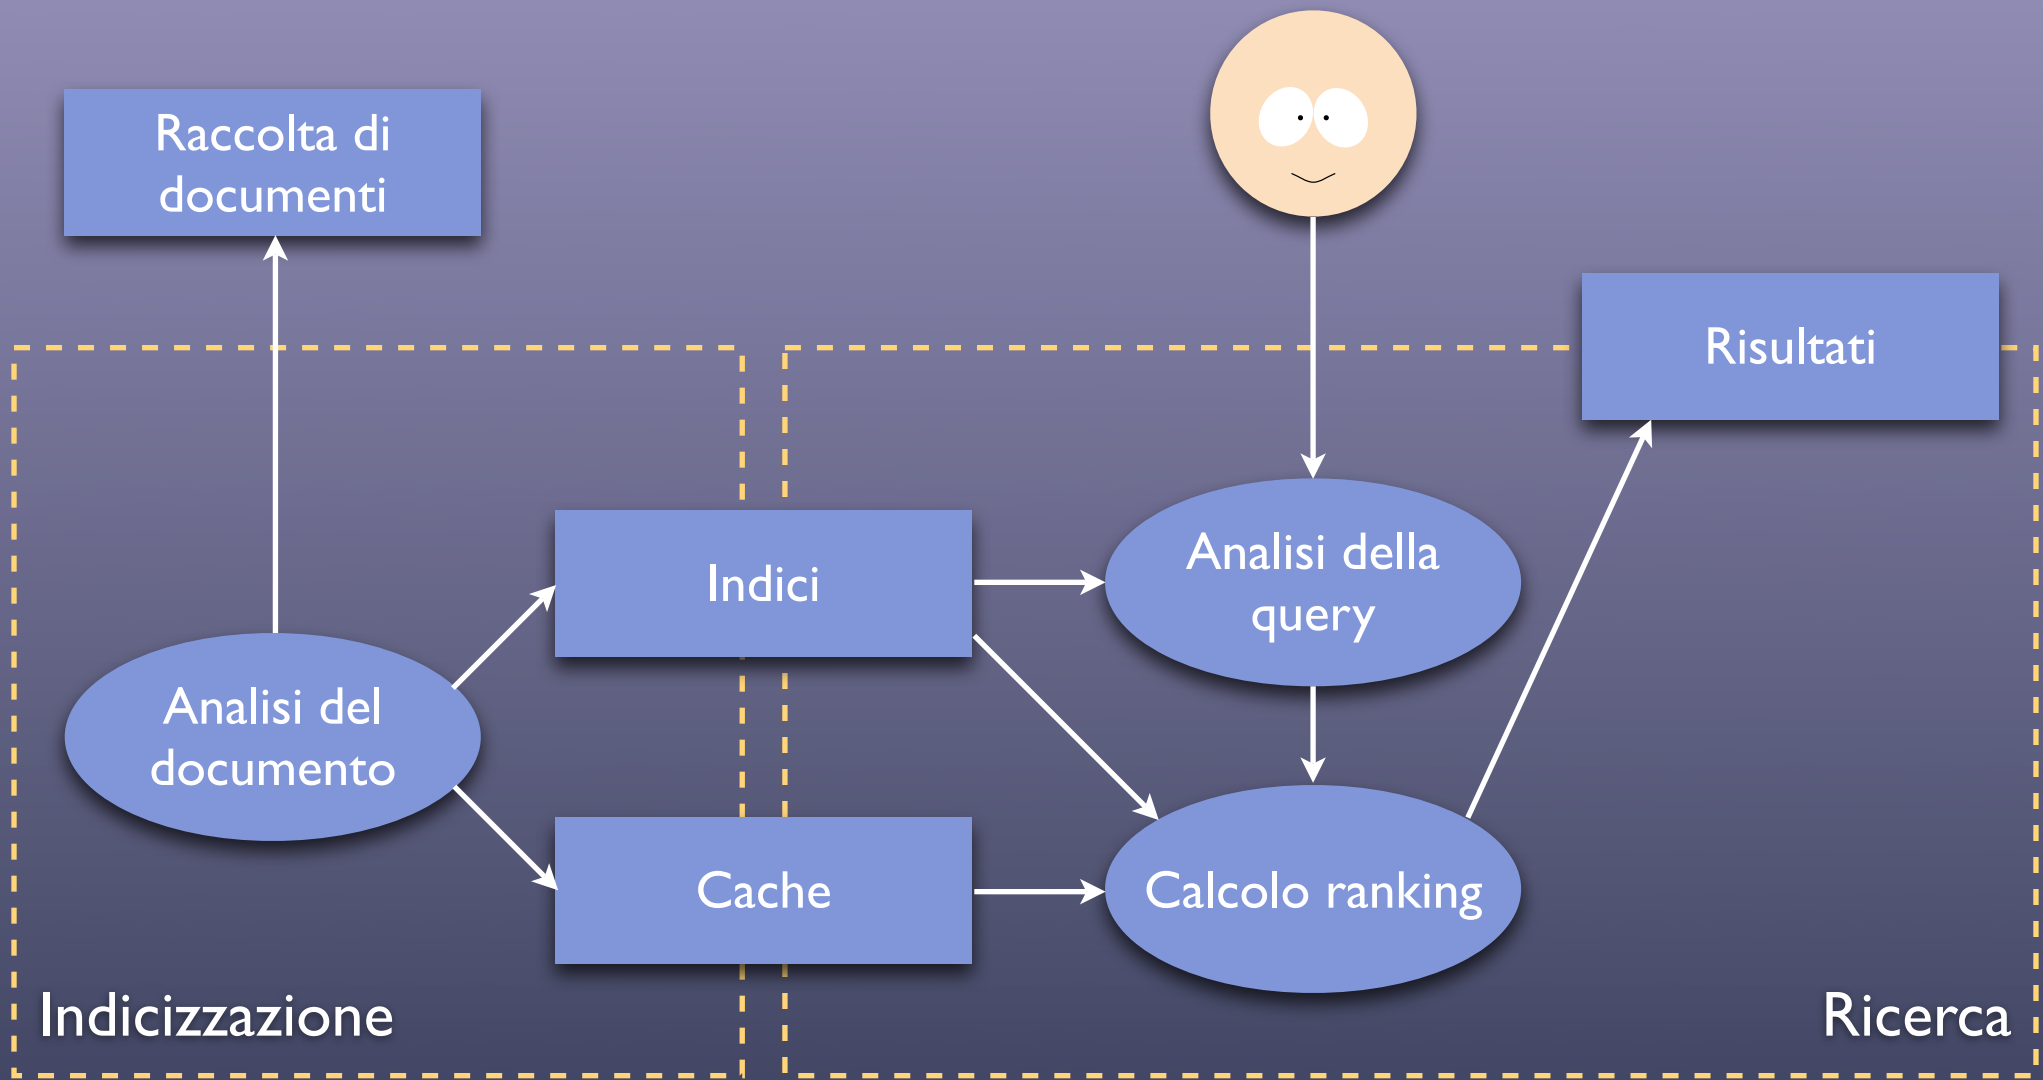 Raccolta di
documenti
Risultati
Indici
Analisi della
query
Analisi del
documento
Cache
Calcolo ranking
Indicizzazione
Ricerca